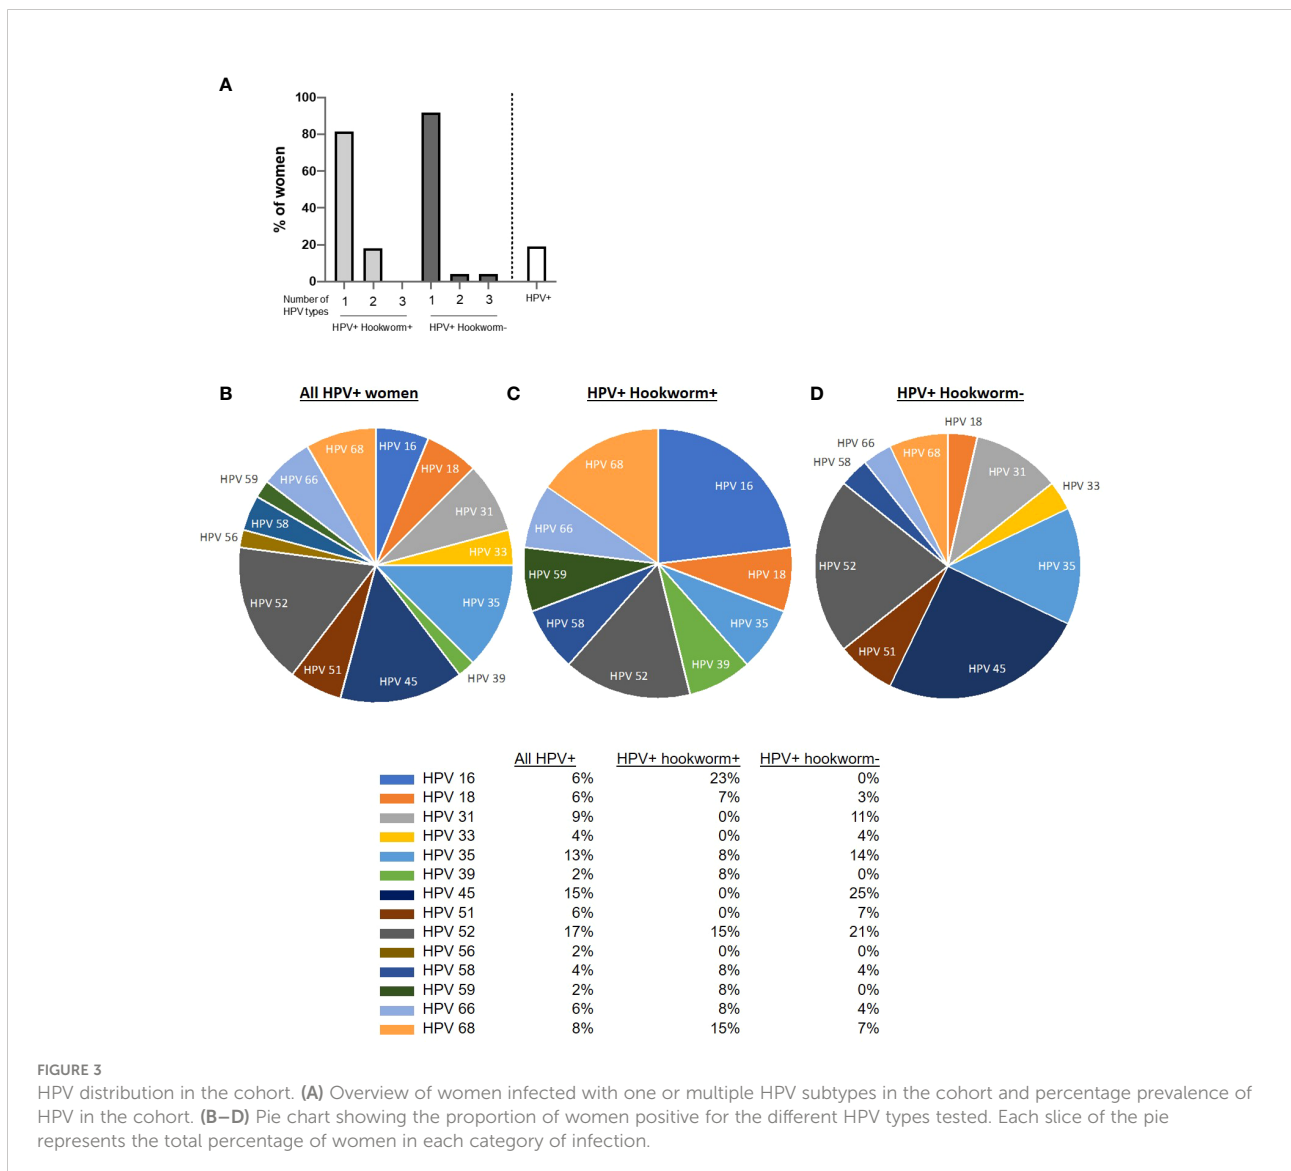 A
100
80
60
40
20
0
% of women
Number of HPV types
1 2 3 1 2 3 HPV+
HPV+ Hookworm+ HPV+ Hookworm-
B All HPV+ women
HPV 16
HPV 18
HPV 31
HPV 33
HPV 35
HPV 39
HPV 45
HPV 51
HPV 52
HPV 56
HPV 58
HPV 59
HPV 66
HPV 68
C HPV+ Hookworm+
HPV 16
HPV 18
HPV 35
HPV 39
HPV 52
HPV 58
HPV 59
HPV 66
HPV 68
D HPV+ Hookworm-
HPV 18
HPV 31
HPV 33
HPV 35
HPV 45
HPV 51
HPV 52
HPV 58
HPV 66
HPV 68
All HPV+ HPV+ hookworm+ HPV+ hookworm-
HPV 16 6% 23% 0%
HPV 18 6% 7% 3%
HPV 31 9% 0% 11%
HPV 33 4% 0% 4%
HPV 35 13% 8% 14%
HPV 39 2% 8% 0%
HPV 45 15% 0% 25%
HPV 51 6% 0% 7%
HPV 52 17% 15% 21%
HPV 56 2% 0% 0%
HPV 58 4% 8% 4%
HPV 59 2% 8% 0%
HPV 66 6% 8% 4%
HPV 68 8% 15% 7%
FIGURE 3
HPV distribution in the cohort. (A) Overview of women infected with one or multiple HPV subtypes in the cohort and percentage prevalence of
HPV in the cohort. (B–D) Pie chart showing the proportion of women positive for the different HPV types tested. Each slice of the pie
represents the total percentage of women in each category of infection.